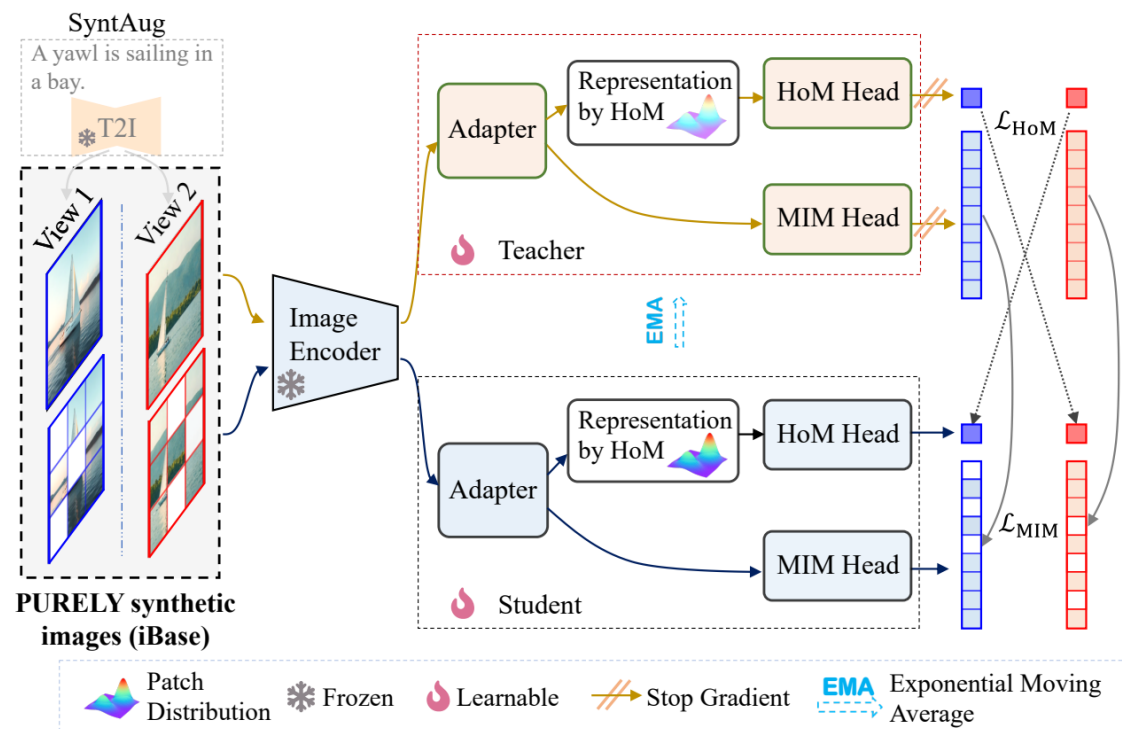 SyntAug
A yawl is sailing in
a bay.
T2I
View 1
View 2
PURELY synthetic
images (iBase)
Image
Encoder
Adapter
Representation
by HoM
HoM Head
MIM Head
Teacher
ℒHoM
EMA
Adapter
Representation
by HoM
HoM Head
MIM Head
Student
ℒMIM
Patch
Distribution
Frozen
Learnable
Stop Gradient
EMA
Exponential Moving
Average